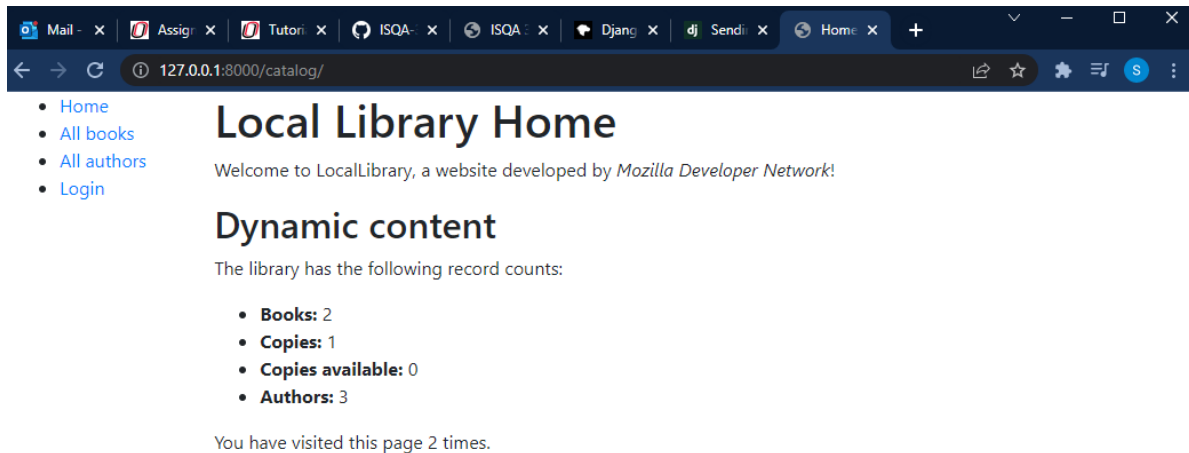 Mail - Assign Tutori ISQA- ISQA Djang dj Sendi Home
127.0.0.1:8000/catalog/ S
Home
All books
All authors
Login
Local Library Home
Welcome to LocalLibrary, a website developed by Mozilla Developer Network!
Dynamic content
The library has the following record counts:
Books: 2
Copies: 1
Copies available: 0
Authors: 3
You have visited this page 2 times.